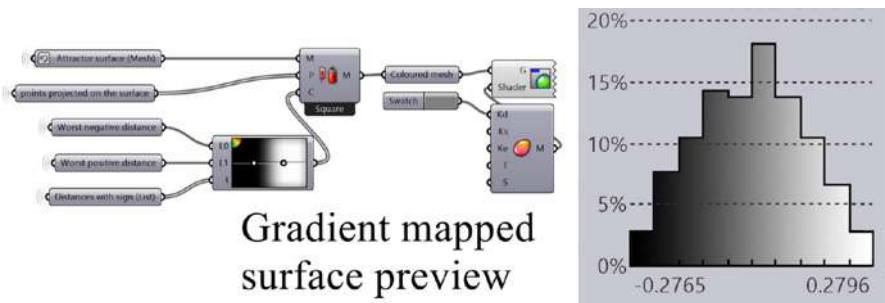 Attractor surface (Mesh)
points projected on the surface
Worst negative distance
Worst positive distance
Distances with sign (List)
M
P
C
M
Square
L0
L1
t
Coloured mesh
Swatch
G
Shader
Kd
Ks
Ke
T
S
M
Gradient mapped
surface preview
20%
15%
10%
5%
0%
-0.2765
0.2796